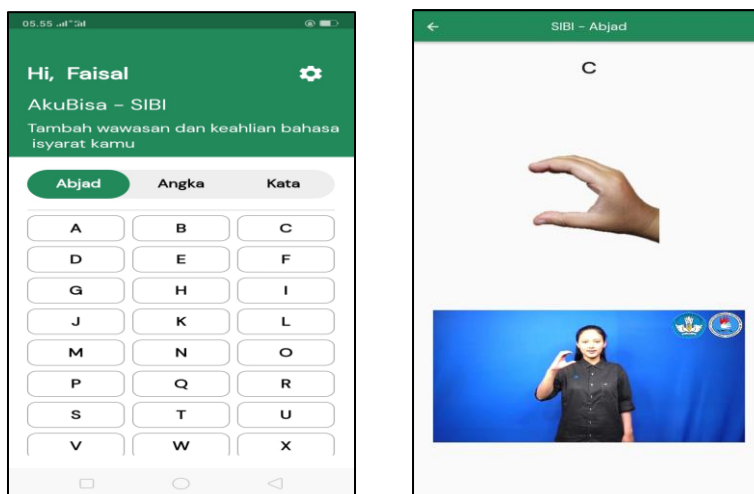 05.55
Hi, Faisal
AkuBisa – SIBI
Tambah wawasan dan keahlian bahasa
isyarat kamu
Abjad Angka Kata
A B C
D E F
G H I
J K L
M N O
P Q R
S T U
V W X
SIBI – Abjad
C